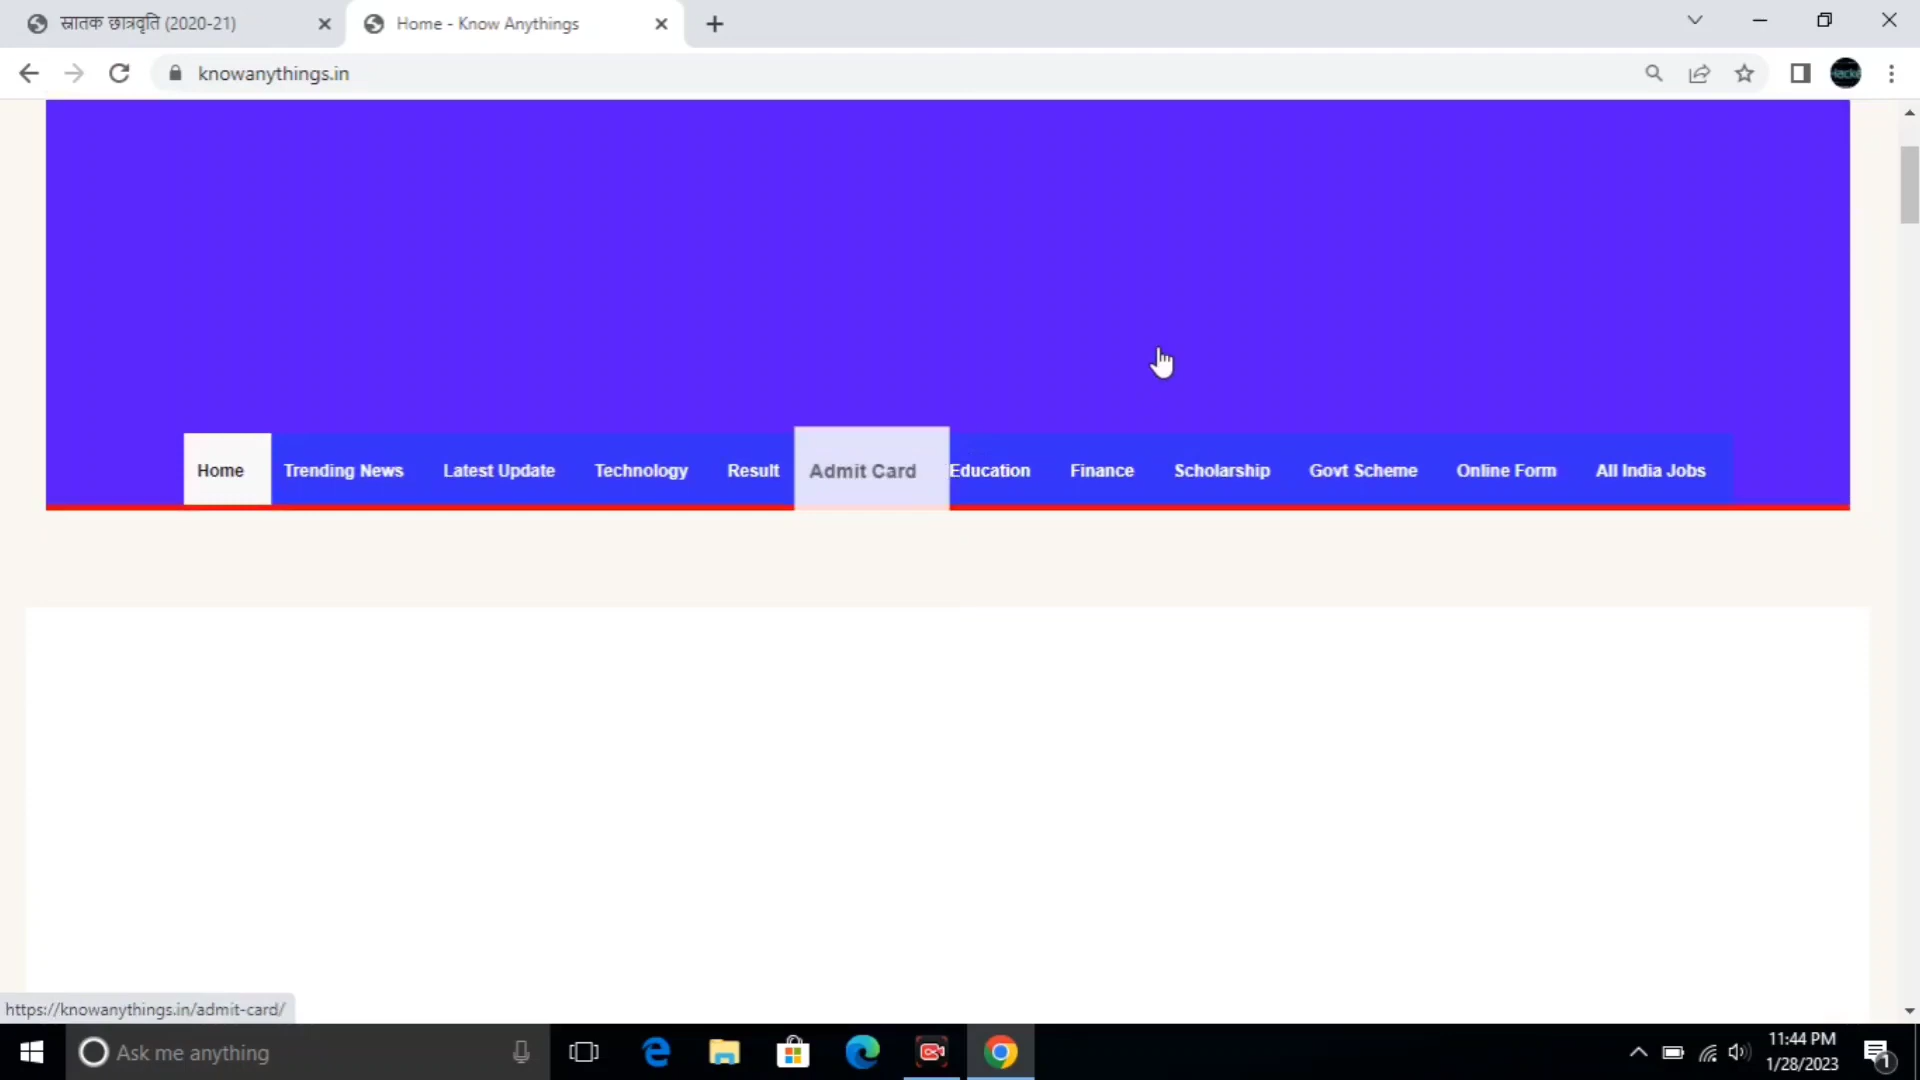 स्नातक छात्रवृति (2020-21)
Home - Know Anythings
knowanythings.in
Hacke
Home Trending News Latest Update Technology Result Admit Card Education Finance Scholarship Govt Scheme Online Form All India Jobs
https://knowanythings.in/admit-card/
Ask me anything
11:44 PM
1/28/2023
1